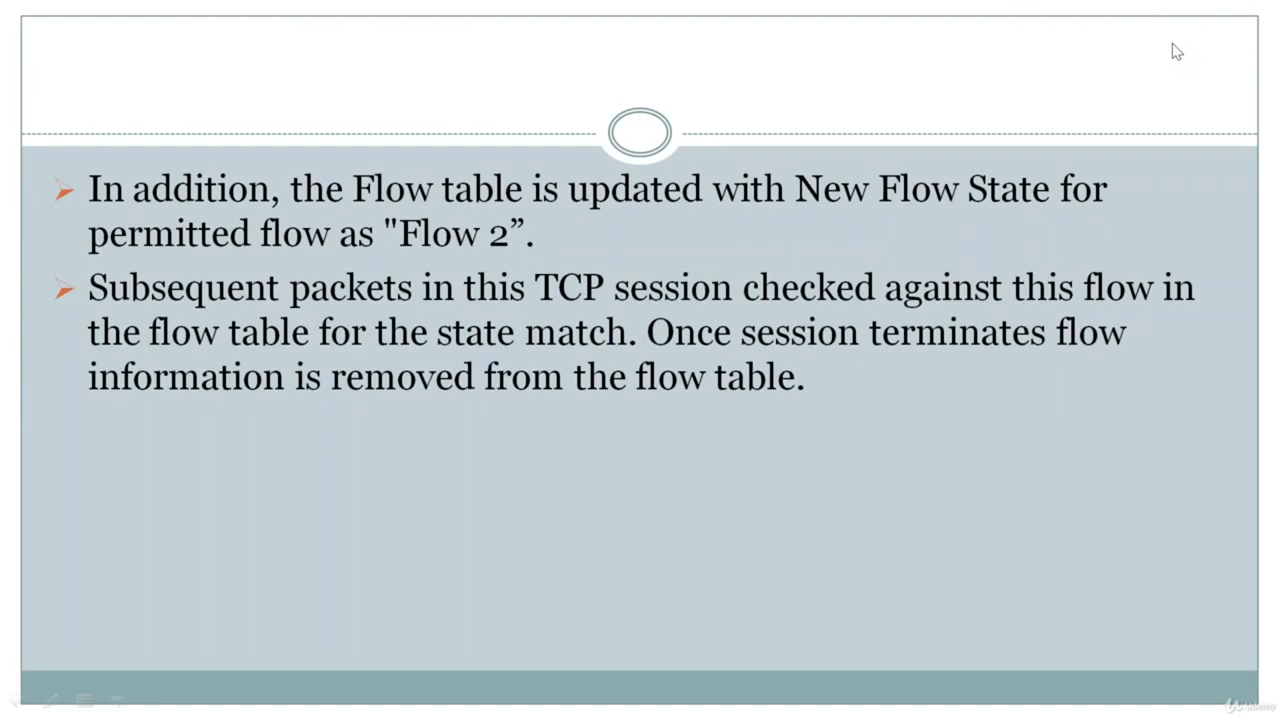 In addition, the Flow table is updated with New Flow State for
permitted flow as "Flow 2”.
Subsequent packets in this TCP session checked against this flow in
the flow table for the state match. Once session terminates flow
information is removed from the flow table.
Udemy